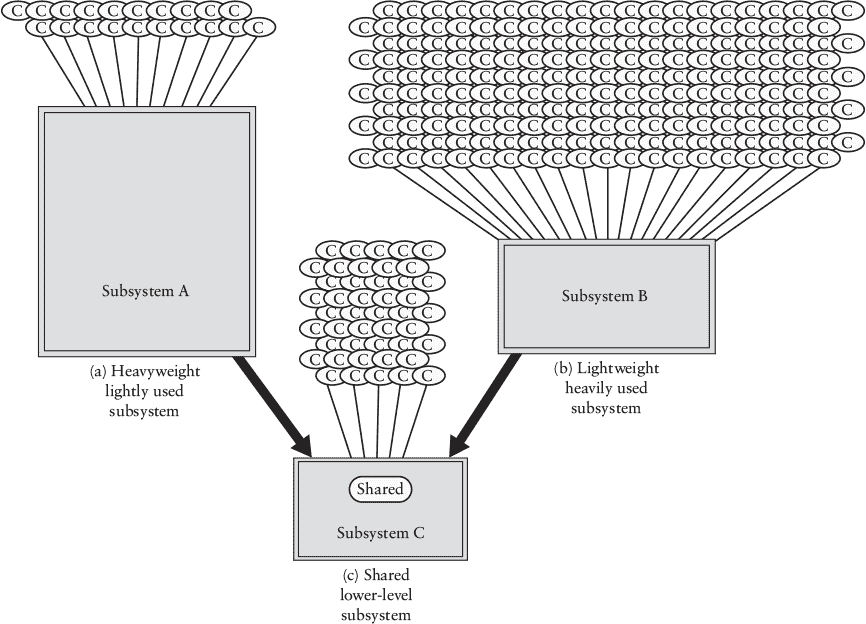 C C C C C C C C C C
C C C C C C C C C C
C C C C C C C C C C C C C C C C C C C C
C C C C C C C C C C C C C C C C C C C C
C C C C C C C C C C C C C C C C C C C C
C C C C C C C C C C C C C C C C C C C C
C C C C C C C C C C C C C C C C C C C C
C C C C C C C C C C C C C C C C C C C C
C C C C C C C C C C C C C C C C C C C C
C C C C C C C C C C C C C C C C C C C C
C C C C C C C C C C C C C C C C C C C C
C C C C C C C C C C C C C C C C C C C C
Subsystem A
(a) Heavyweight
lightly used
subsystem
C C C C C
C C C C C
C C C C C
C C C C C
C C C C C
C C C C C
C C C C C
C C C C C
C C C C C
Subsystem B
(b) Lightweight
heavily used
subsystem
Shared
Subsystem C
(c) Shared
lower-level
subsystem